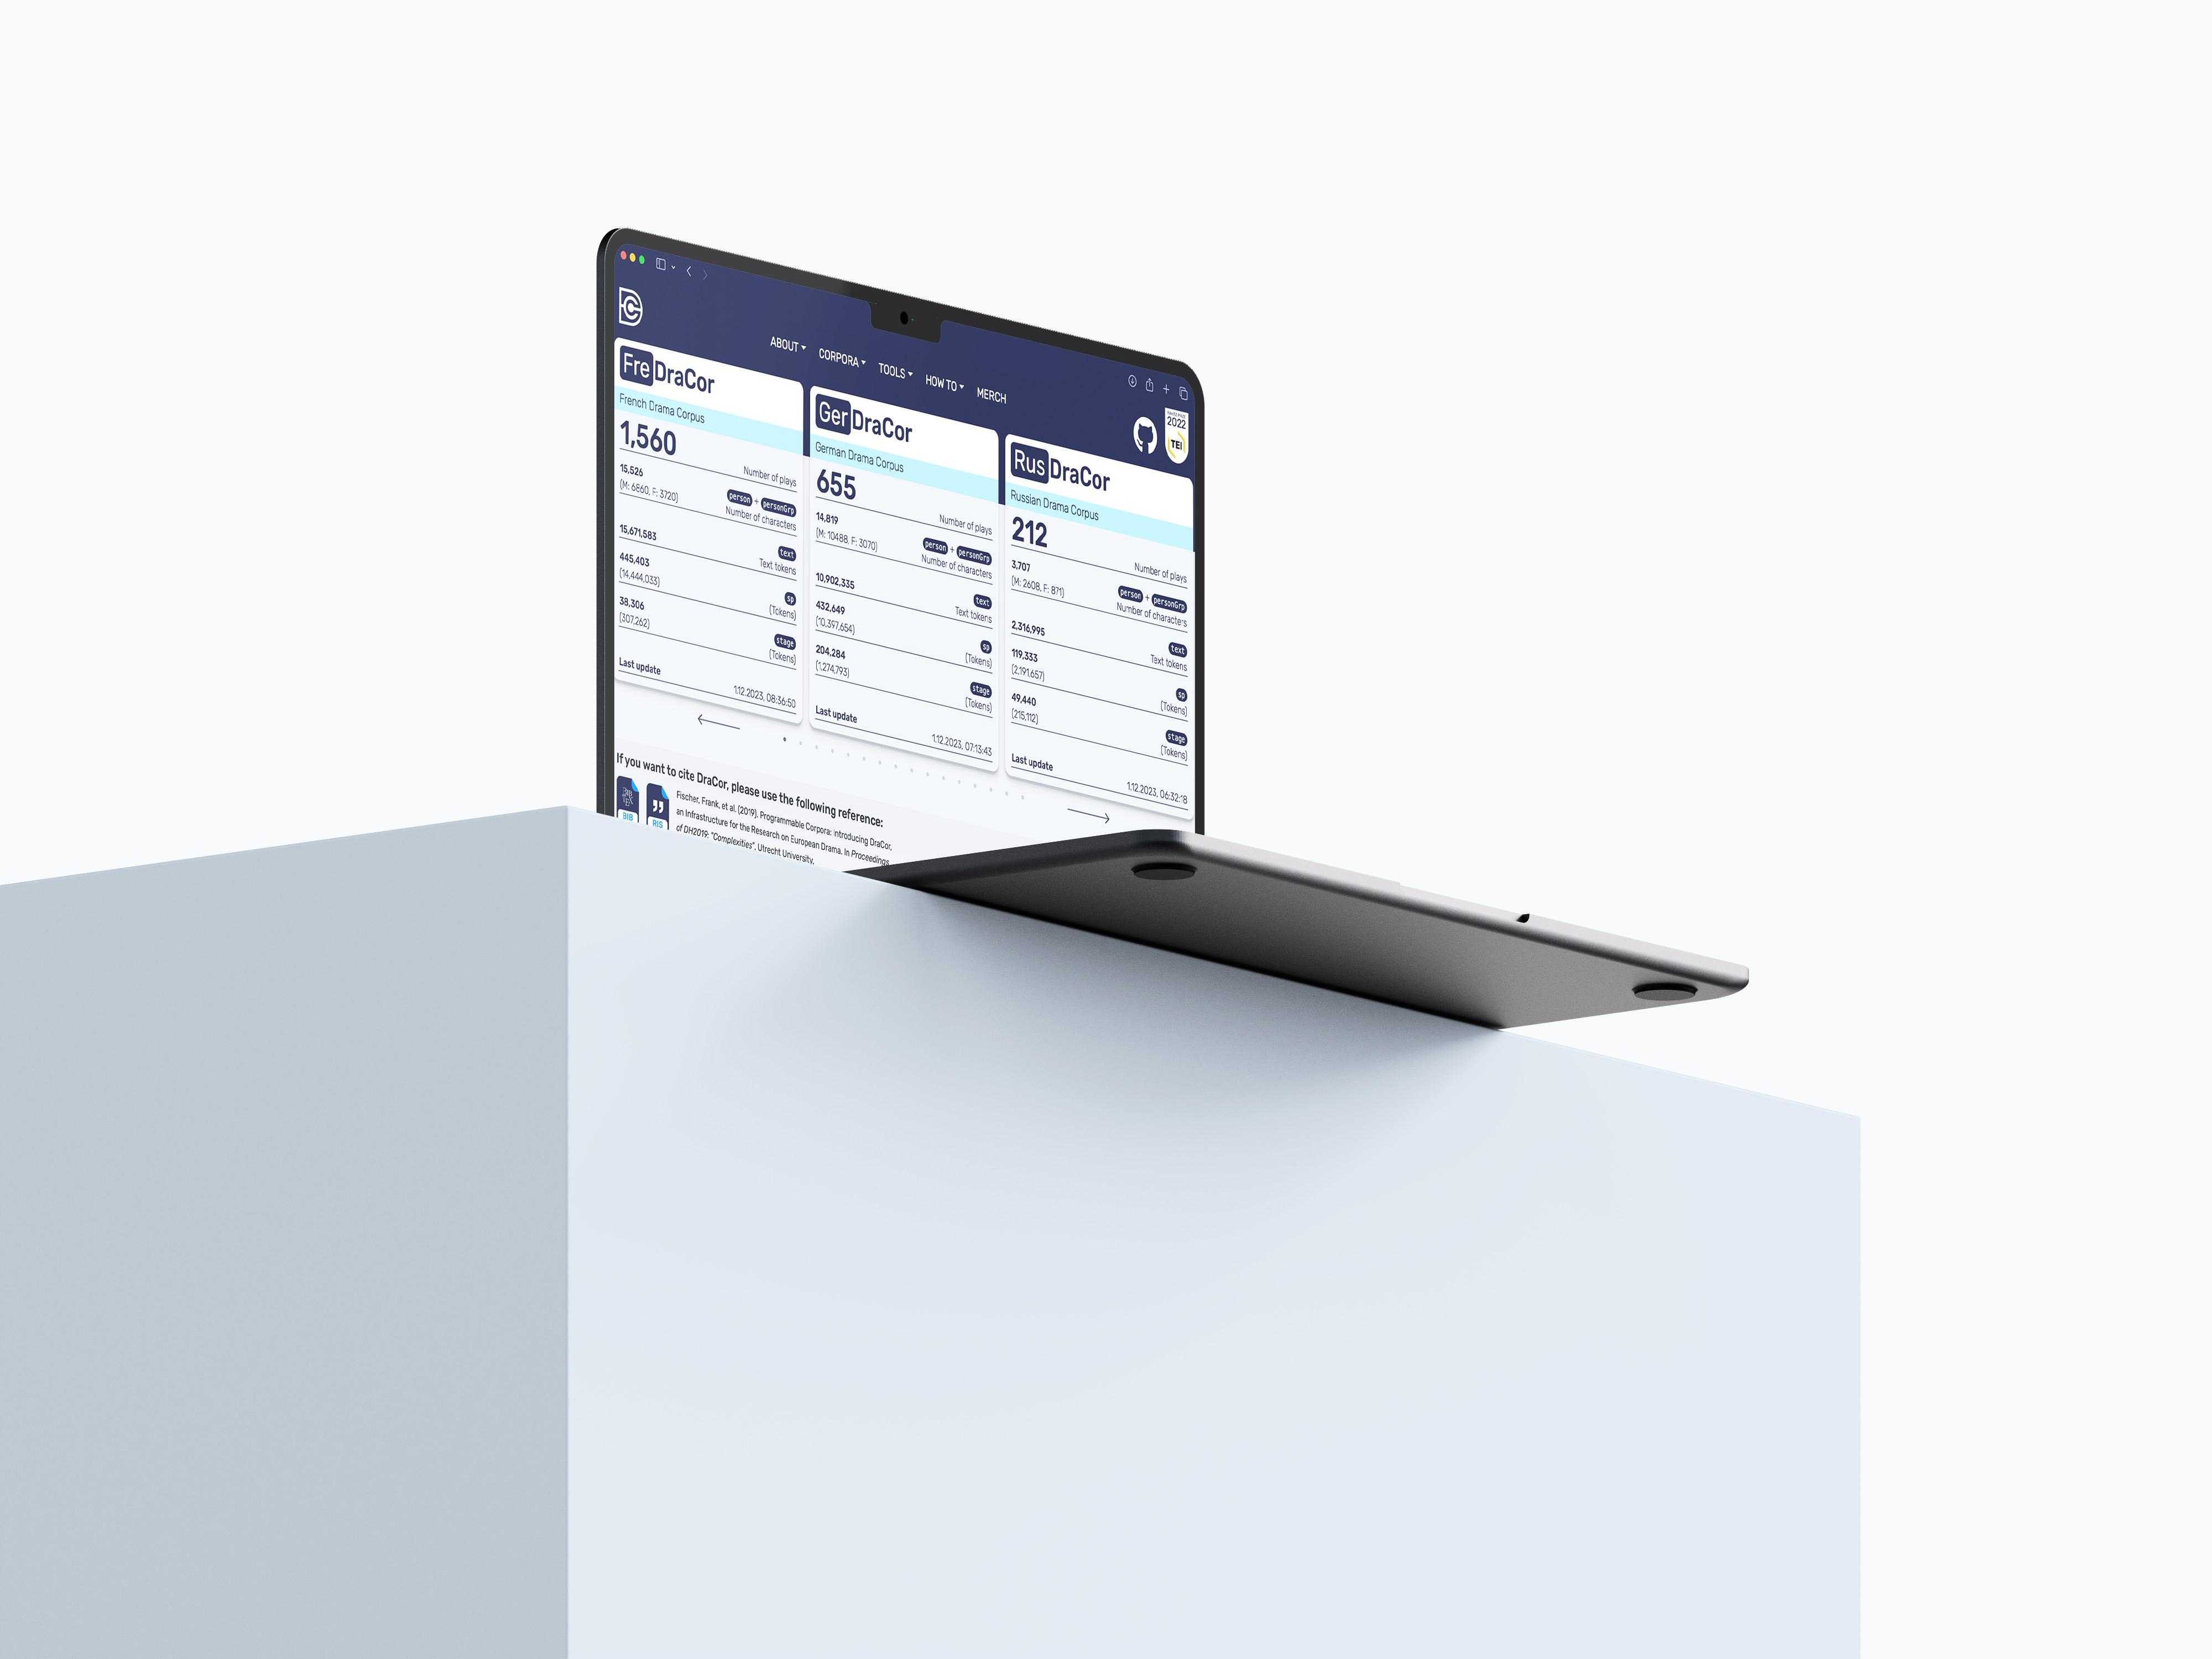 ABOUT
CORPORA
TOOLS
HOW TO
MERCH
2022
TEI
FreDraCor
French Drama Corpus
1,560
Number of plays
15,526
(M: 6860, F: 3720)
person + personGrp
Number of characters
15,671,583
text
Text tokens
445,403
(14,444,033)
sp
(Tokens)
38,306
(307,262)
stage
(Tokens)
Last update
1.12.2023, 08:36:50
GerDraCor
German Drama Corpus
655
Number of plays
14,819
(M: 10488, F: 3070)
person + personGrp
Number of characters
10,902,335
text
Text tokens
432,649
(10,397,654)
sp
(Tokens)
204,284
(1,274,793)
stage
(Tokens)
Last update
1.12.2023, 07:13:43
RusDraCor
Russian Drama Corpus
212
Number of plays
3,707
(M: 2608, F: 871)
person + personGrp
Number of characters
2,316,995
text
Text tokens
119,333
(2,191,657)
sp
(Tokens)
49,440
(215,112)
stage
(Tokens)
Last update
1.12.2023, 06:32:18
If you want to cite DraCor, please use the following reference:
BIB
RIS
Fischer, Frank, et al. (2019). Programmable Corpora: Introducing DraCor,
an Infrastructure for the Research on European Drama. In Proceedings
of DH2019: "Complexities", Utrecht University,